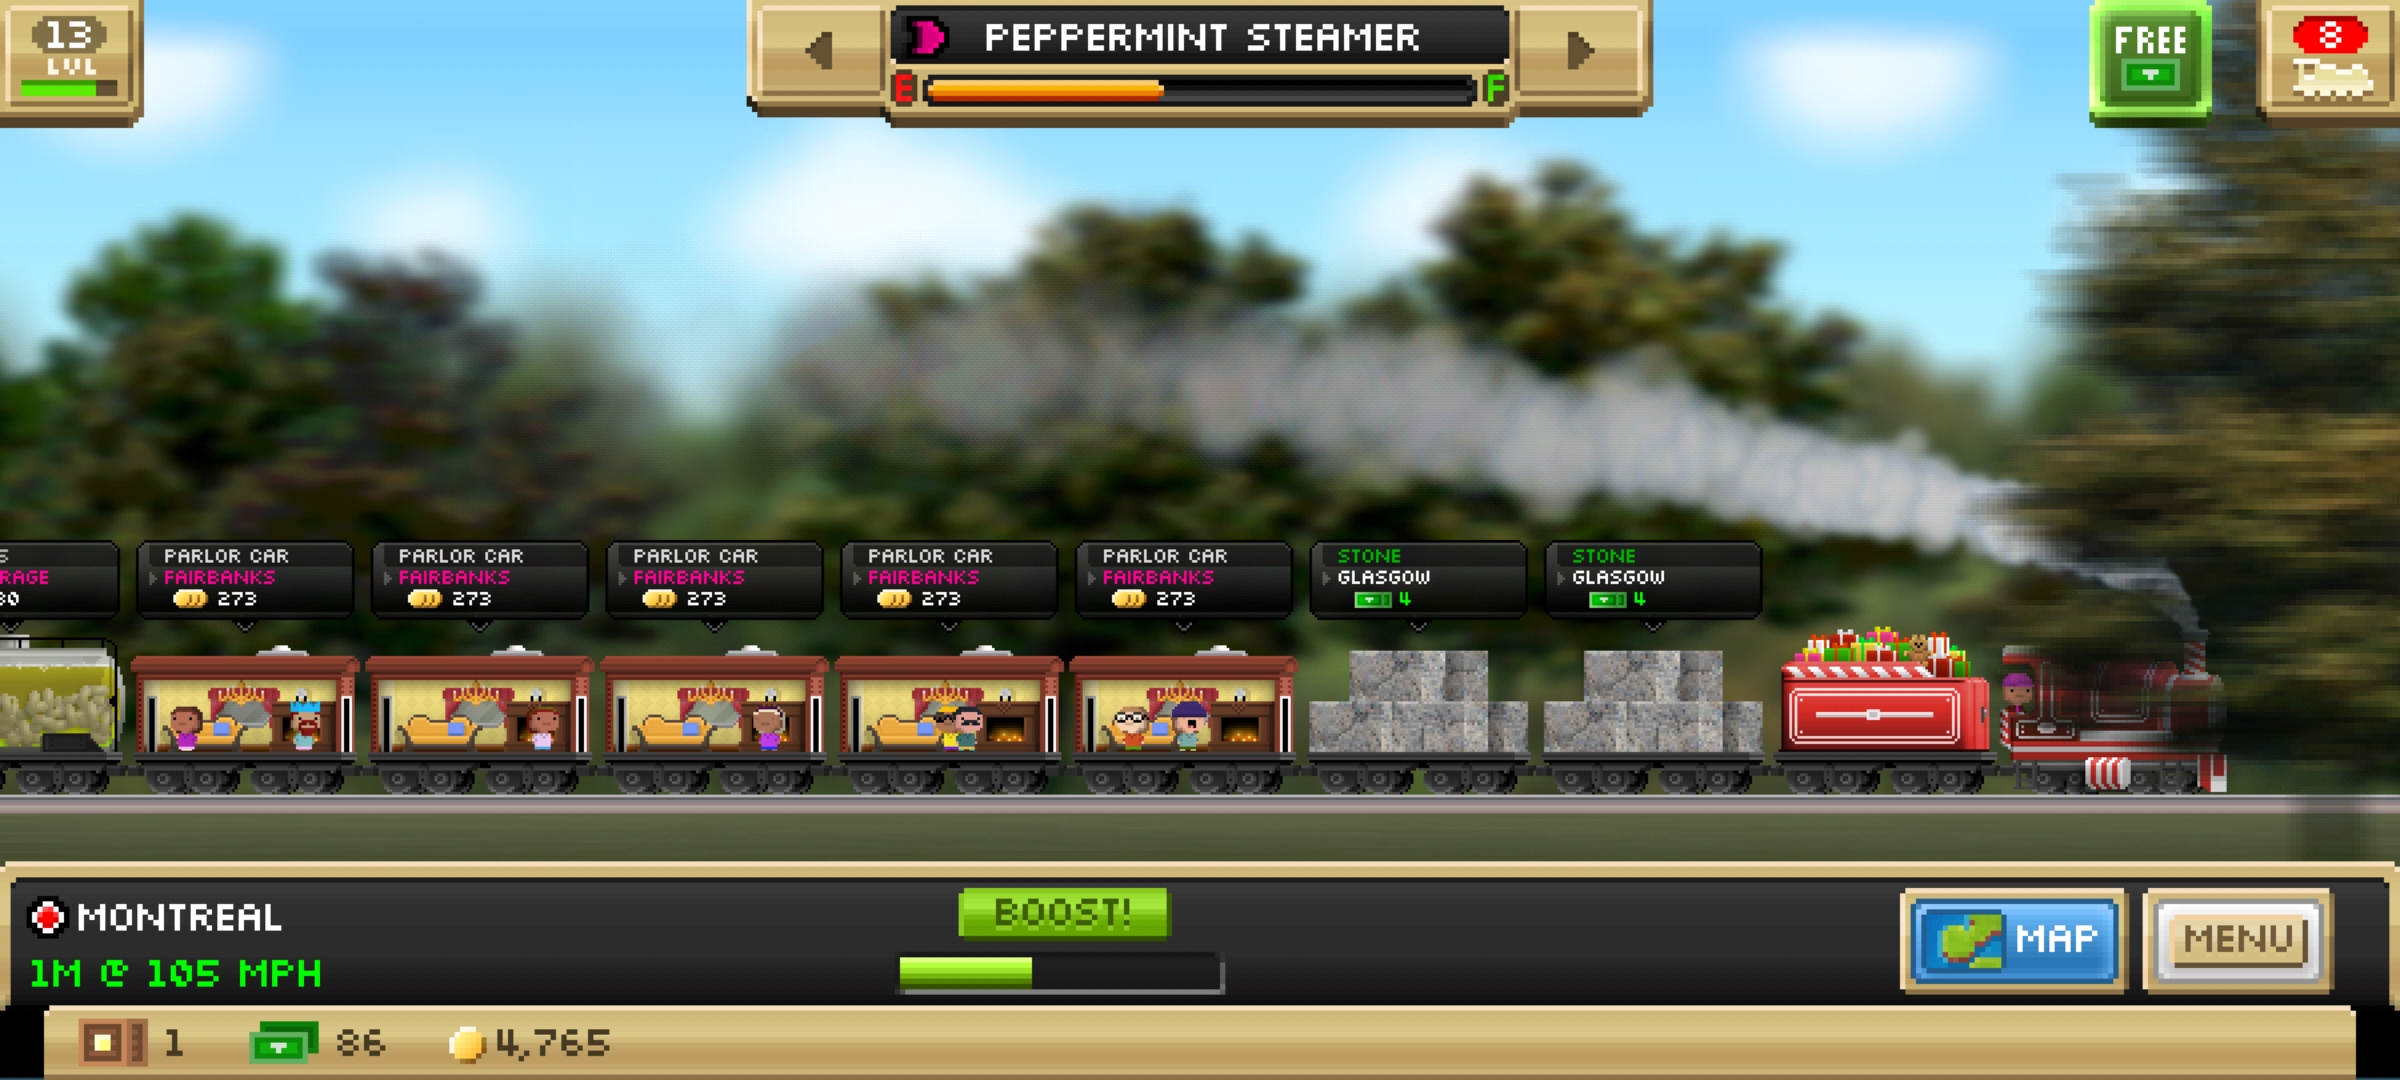 13
LVL
PEPPERMINT STEAMER
E F
FREE
8
PARLOR CAR
FAIRBANKS
273
PARLOR CAR
FAIRBANKS
273
PARLOR CAR
FAIRBANKS
273
PARLOR CAR
FAIRBANKS
273
PARLOR CAR
FAIRBANKS
273
STONE
GLASGOW
4
STONE
GLASGOW
4
MONTREAL
1M @ 105 MPH
BOOST!
MAP
MENU
1
86
4,765